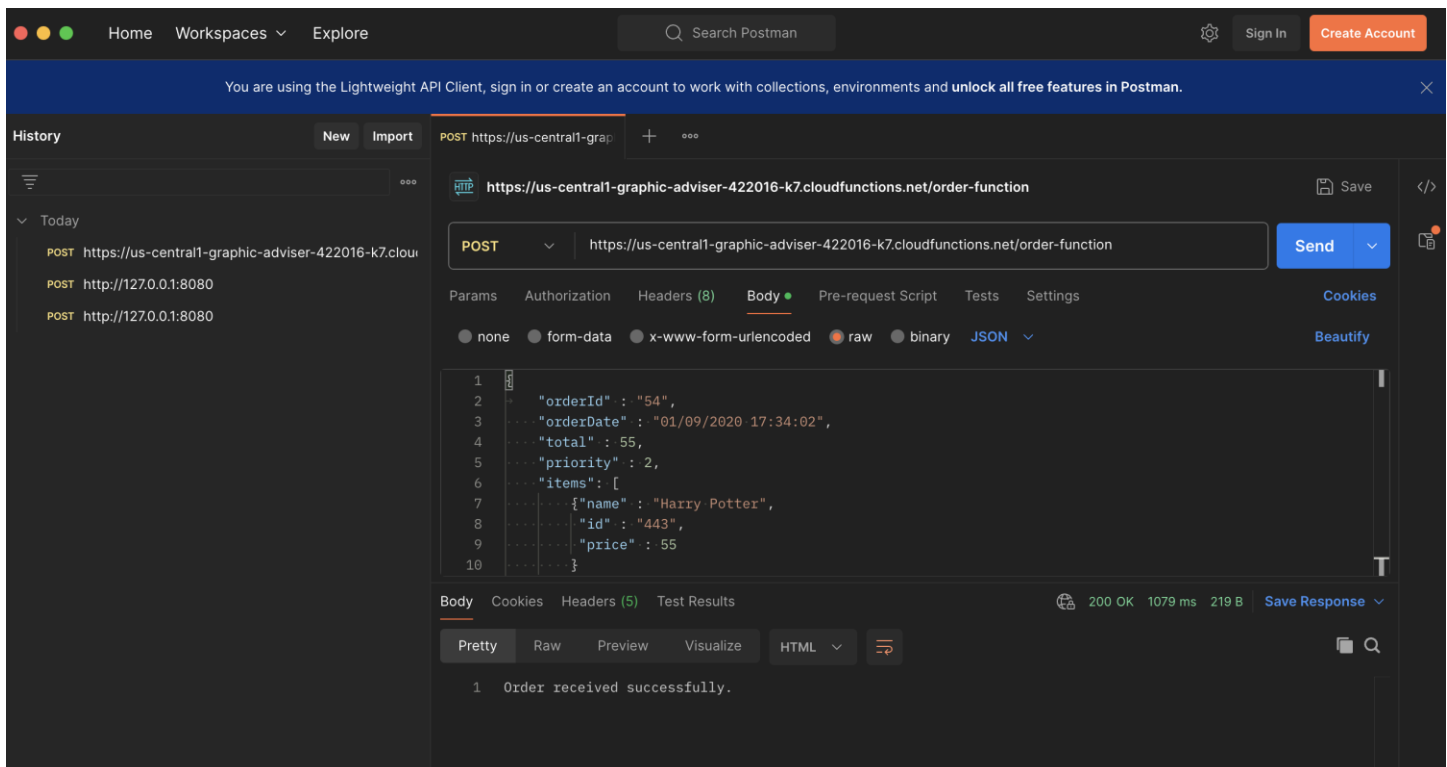 Home Workspaces Explore Search Postman Sign In Create Account
You are using the Lightweight API Client, sign in or create an account to work with collections, environments and unlock all free features in Postman.
History New Import
Today
POST https://us-central1-graphic-adviser-422016-k7.clou
POST http://127.0.0.1:8080
POST http://127.0.0.1:8080
POST https://us-central1-grap
HTTP https://us-central1-graphic-adviser-422016-k7.cloudfunctions.net/order-function Save </>
POST https://us-central1-graphic-adviser-422016-k7.cloudfunctions.net/order-function Send
Params Authorization Headers (8) Body Pre-request Script Tests Settings Cookies
none form-data x-www-form-urlencoded raw binary JSON Beautify
1 {
2 "orderId" : "54",
3 "orderDate" : "01/09/2020 17:34:02",
4 "total" : 55,
5 "priority" : 2,
6 "items": [
7 {"name" : "Harry Potter",
8 "id" : "443",
9 "price" : 55
10 }
Body Cookies Headers (5) Test Results 200 OK 1079 ms 219 B Save Response
Pretty Raw Preview Visualize HTML
1 Order received successfully.